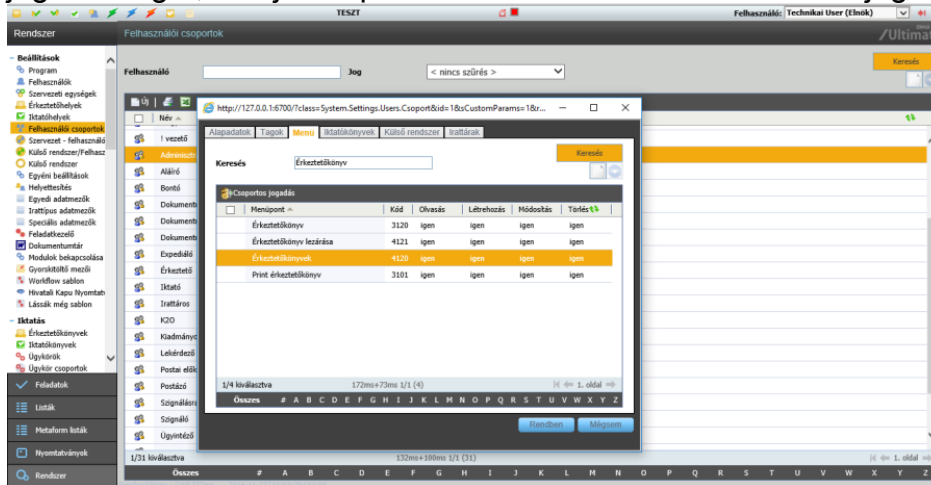 TESZT
Felhasználó: Technikai User (Elnök)
Rendszer
Felhasználói csoportok
/Ultima
Beállítások
Program
Felhasználók
Szervezeti egységek
Érkeztetőhelyek
Iktatóhelyek
Felhasználói csoportok
Szervezet - felhasználó
Külső rendszer/Felhasz
Külső rendszer
Egyéni beállítások
Helyettesítés
Egyedi adatmezők
Irattípus adatmezők
Speciális adatmezők
Feladatkezelő
Dokumentumtár
Modulok bekapcsolása
Gyorskitöltő mezői
Workflow sablon
Hivatali Kapu Nyomtat
Lássák még sablon
Iktatás
Érkeztetőkönyvek
Iktatókönyvek
Ügykörök
Ügykör csoportok
Feladatok
Listák
Metaform listák
Nyomtatványok
Rendszer
Felhasználó
Jog
< nincs szűrés >
Keresés
Új
Név
! vezető
Adminisztr
Aláíró
Bontó
Dokument
Dokument
Dokument
Expediáló
Érkeztető
Iktató
Irattáros
K2O
Kiadmányo
Lekérdező
Postai elők
Postázó
Szignálásra
Szignáló
Ügyintéző
1/31 kiválasztva
132ms+100ms 1/1 (31)
1. oldal
Összes # A B C D E F G H I J K L M N O P Q R S T U V W X Y Z
http://127.0.0.1:6700/?class=System.Settings.Users.Csoport&id=1&sCustomParams=1&r...
Alapadatok Tagok Menü Iktatókönyvek Külső rendszer Irattárak
Keresés
Érkeztetőkönyv
Keresés
Csoportos jogadás
Menüpont Kód Olvasás Létrehozás Módosítás Törlés
Érkeztetőkönyv 3120 igen igen igen igen
Érkeztetőkönyv lezárása 4121 igen igen igen igen
Érkeztetőkönyvek 4120 igen igen igen igen
Print érkeztetőkönyv 3101 igen igen igen igen
1/4 kiválasztva
172ms+73ms 1/1 (4)
1. oldal
Összes # A B C D E F G H I J K L M N O P Q R S T U V W X Y Z
Rendben
Mégsem